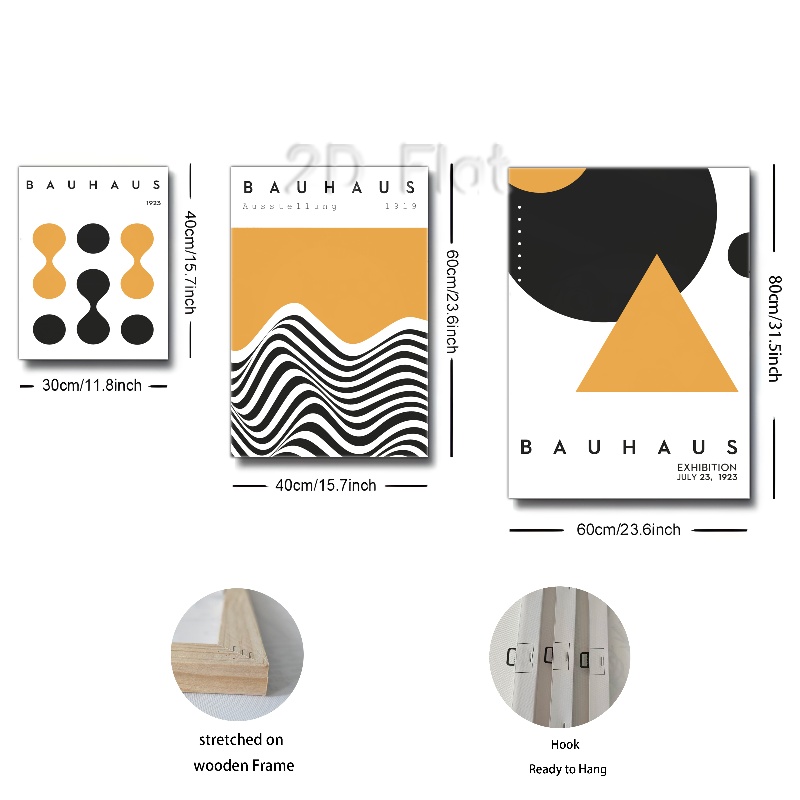 2D Flat
BAUHAUS
1923
40cm/15.7inch
30cm/11.8inch
BAUHAUS
Ausstellung 1919
60cm/23.6inch
40cm/15.7inch
BAUHAUS
EXHIBITION
JULY 23, 1923
80cm/31.5inch
60cm/23.6inch
stretched on
wooden Frame
Hook
Ready to Hang